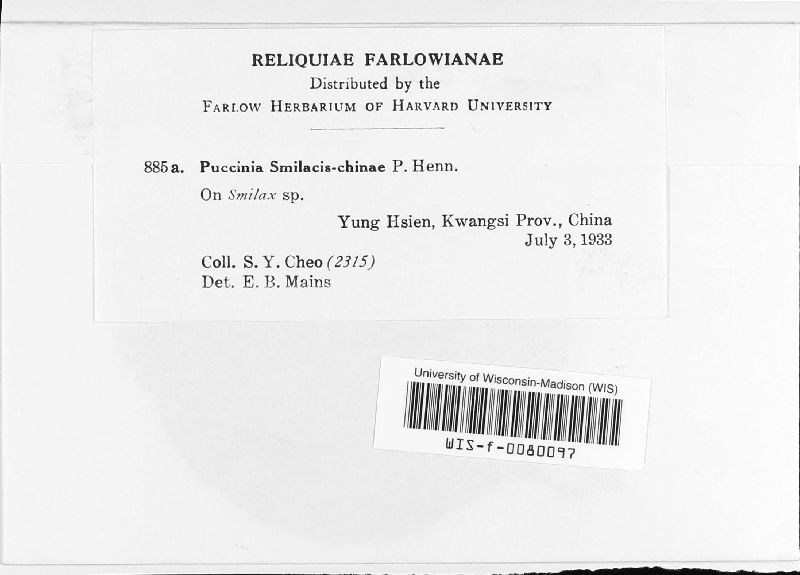 RELIQUIAE FARLOWIANAE
Distributed by the
FARLOW HERBARIUM OF HARVARD UNIVERSITY
885a. Puccinia Smilacis-chinae P. Henn.
On Smilax sp.
Yung Hsien, Kwangsi Prov., China
July 3, 1933
Coll. S. Y. Cheo (2315)
Det. E. B. Mains
University of Wisconsin-Madison (WIS)
WIS-f-0080097